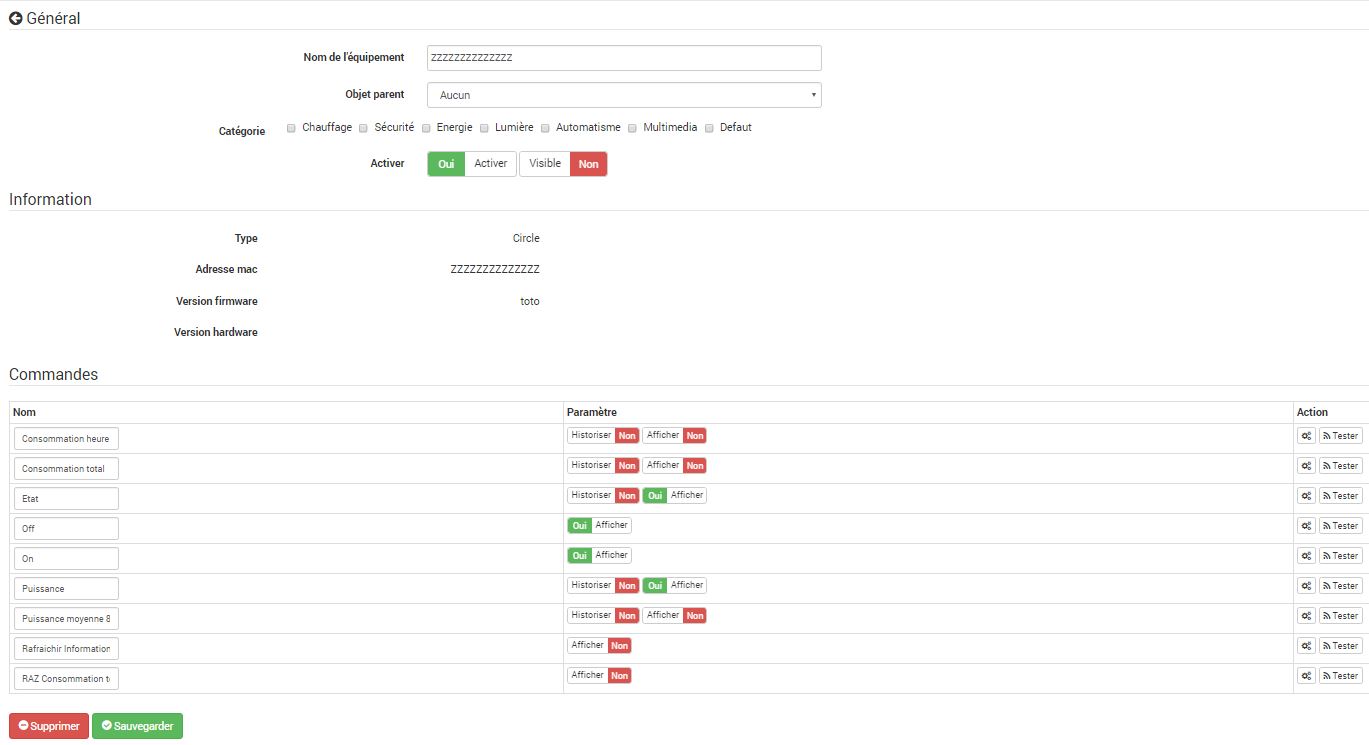 Général
Nom de l'équipement ZZZZZZZZZZZZZZ
Objet parent Aucun
Catégorie Chauffage Sécurité Energie Lumière Automatisme Multimedia Defaut
Activer Oui Activer Visible Non
Information
Type Circle
Adresse mac ZZZZZZZZZZZZZZ
Version firmware toto
Version hardware
Commandes
Nom Paramètre Action
Consommation heure Historiser Non Afficher Non Tester
Consommation total Historiser Non Afficher Non Tester
Etat Historiser Non Oui Afficher Tester
Off Oui Afficher Tester
On Oui Afficher Tester
Puissance Historiser Non Oui Afficher Tester
Puissance moyenne 8 Historiser Non Afficher Non Tester
Rafraichir Information Afficher Non Tester
RAZ Consommation t Afficher Non Tester
Supprimer Sauvegarder